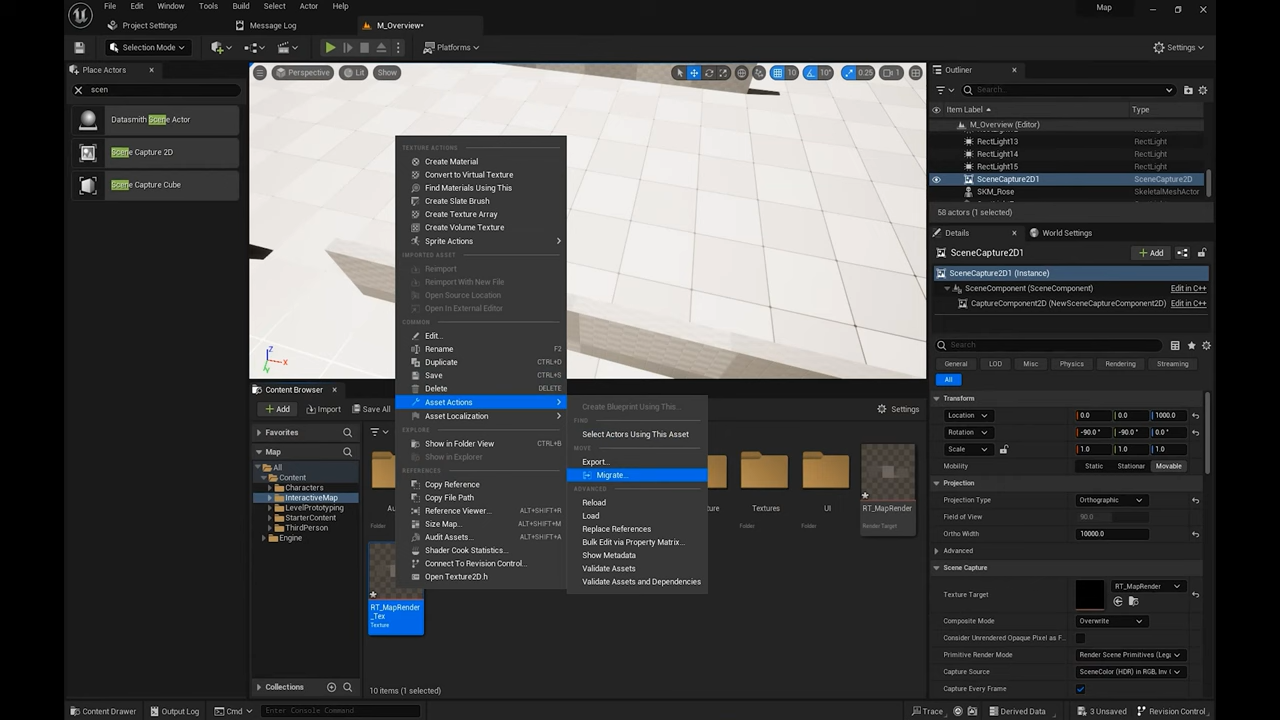 File Edit Window Tools Build Select Actor Help
Map
Project Settings
Message Log
M_Overview*
Selection Mode
Platforms
Settings
Place Actors
scen
Datasmith Scene Actor
Scene Capture 2D
Scene Capture Cube
Perspective
Lit
Show
10
10°
0.25
1
TEXTURE ACTIONS
Create Material
Convert to Virtual Texture
Find Materials Using This
Create Slate Brush
Create Texture Array
Create Volume Texture
Sprite Actions
IMPORTED ASSET
Reimport
Reimport With New File
Open Source Location
Open In External Editor
COMMON
Edit...
Rename F2
Duplicate CTRL+D
Save CTRL+S
Delete DELETE
Asset Actions
Asset Localization
EXPLORE
Show in Folder View CTRL+B
Show in Explorer
REFERENCES
Copy Reference
Copy File Path
Reference Viewer... ALT+SHIFT+R
Size Map... ALT+SHIFT+M
Audit Assets... ALT+SHIFT+A
Shader Cook Statistics...
Connect To Revision Control...
Open Texture2D.h
Create Blueprint Using This...
FIND
Select Actors Using This Asset
MOVE
Export...
Migrate...
ADVANCED
Reload
Load
Replace References
Bulk Edit via Property Matrix...
Show Metadata
Validate Assets
Validate Assets and Dependencies
Z
X
Y
Content Browser
Add
Import
Save All
Settings
Favorites
Map
All
Content
Characters
InteractiveMap
LevelPrototyping
StarterContent
ThirdPerson
Engine
Collections
Textures
Folder
UI
Folder
RT_MapRender
Render Target
RT_MapRender
_Tex
Texture
10 items (1 selected)
Outliner
Search...
Item Label
Type
M_Overview (Editor)
RectLight13 RectLight
RectLight14 RectLight
RectLight15 RectLight
SceneCapture2D1 SceneCapture2D
SKM_Rose SkeletalMeshActor
58 actors (1 selected)
Details
World Settings
SceneCapture2D1
Add
SceneCapture2D1 (Instance)
SceneComponent (SceneComponent) Edit in C++
CaptureComponent2D (NewSceneCaptureComponent2D) Edit in C++
Search
General
LOD
Misc
Physics
Rendering
Streaming
All
Transform
Location 0.0 0.0 1000.0
Rotation -90.0° -90.0° 0.0°
Scale 1.0 1.0 1.0
Mobility Static Stationar Movable
Projection
Projection Type Orthographic
Field of View 90.0
Ortho Width 10000.0
Advanced
Scene Capture
Texture Target RT_MapRender
Composite Mode Overwrite
Consider Unrendered Opaque Pixel as F...
Primitive Render Mode Render Scene Primitives (Lega
Capture Source SceneColor (HDR) in RGB, Inv (
Capture Every Frame
Content Drawer
Output Log
Cmd
Enter Console Command
Trace
Derived Data
3 Unsaved
Revision Control